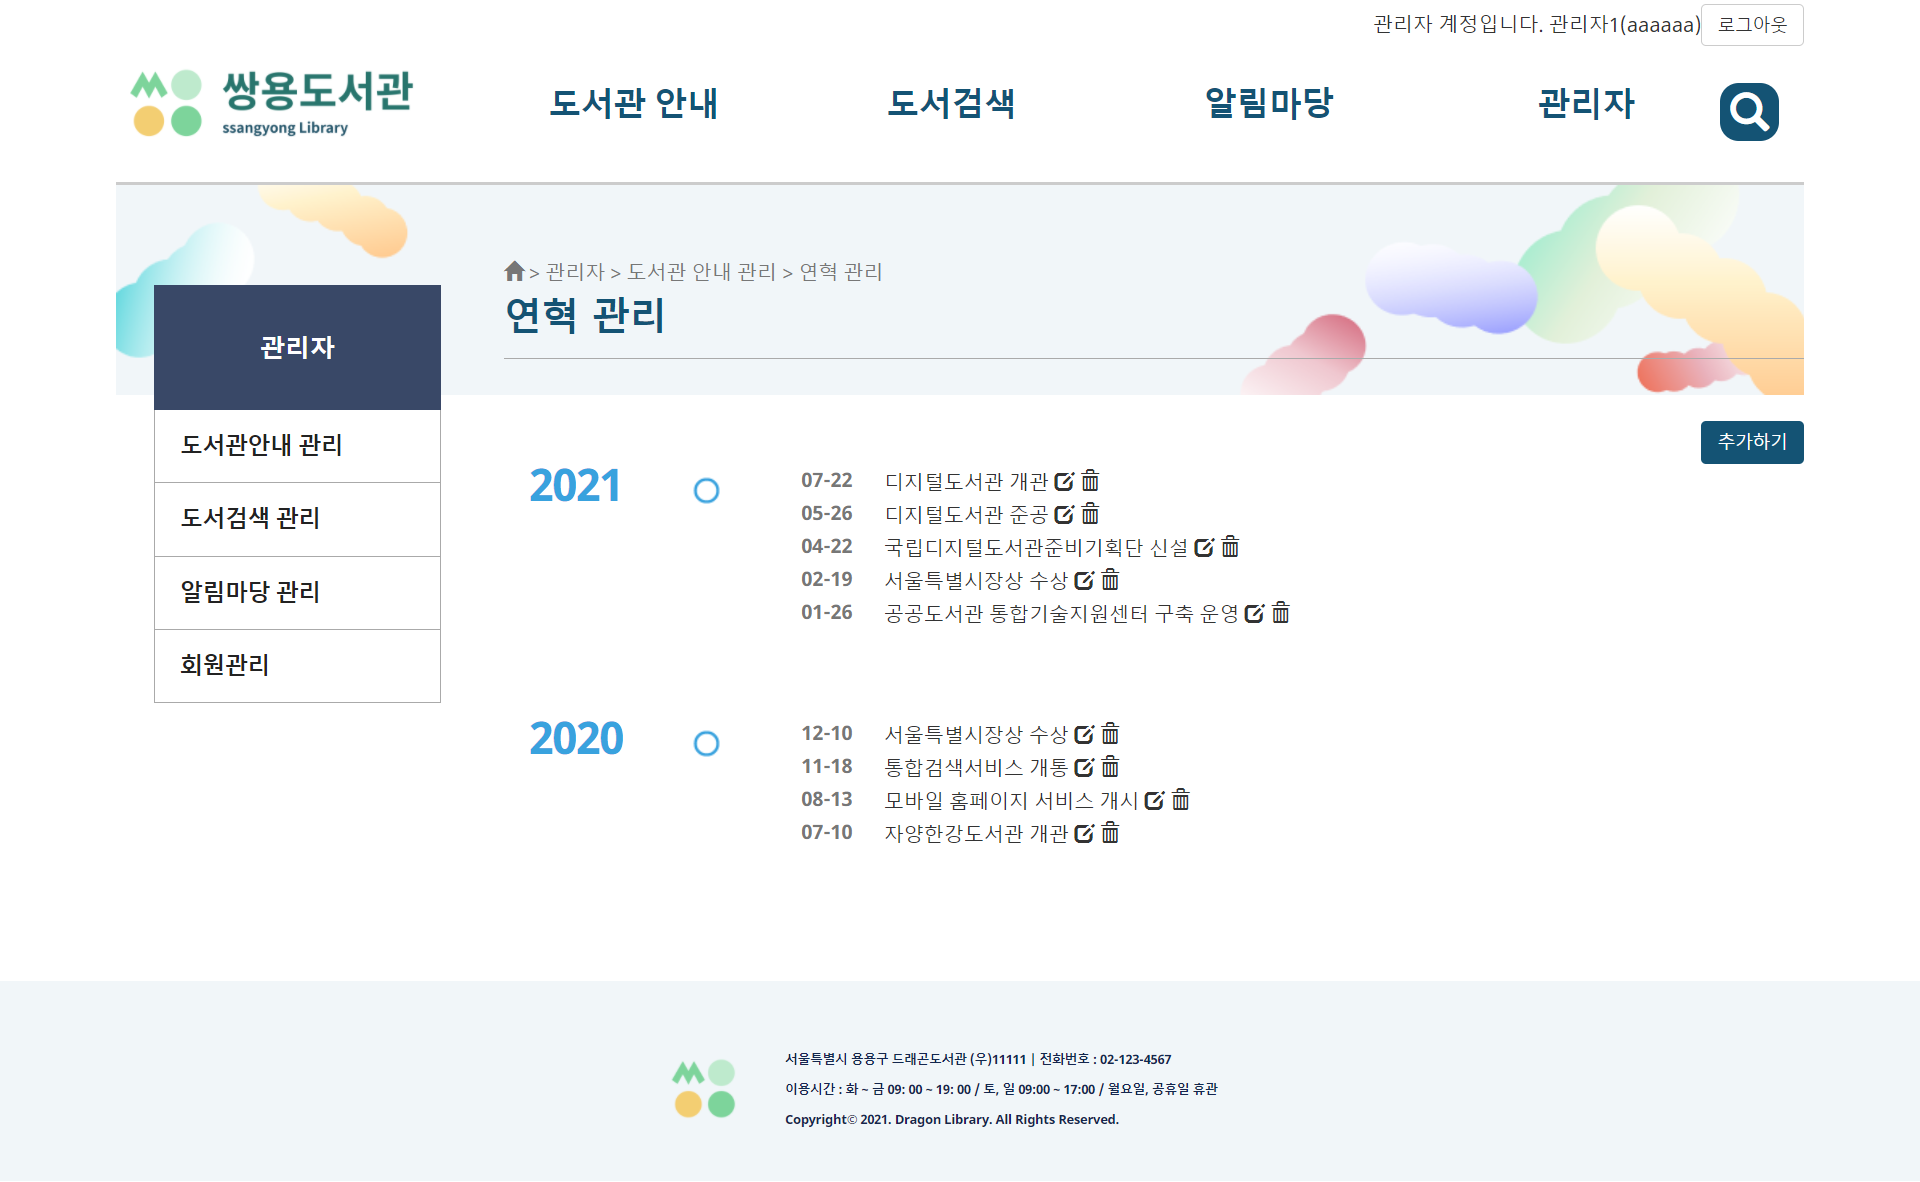 관리자 계정입니다. 관리자1(aaaaaa) 로그아웃
쌍용도서관
ssangyong Library
도서관 안내 도서검색 알림마당 관리자
> 관리자 > 도서관 안내 관리 > 연혁 관리
연혁 관리
관리자
도서관안내 관리
도서검색 관리
알림마당 관리
회원관리
추가하기
2021
07-22 디지털도서관 개관
05-26 디지털도서관 준공
04-22 국립디지털도서관준비기획단 신설
02-19 서울특별시장상 수상
01-26 공공도서관 통합기술지원센터 구축 운영
2020
12-10 서울특별시장상 수상
11-18 통합검색서비스 개통
08-13 모바일 홈페이지 서비스 개시
07-10 자양한강도서관 개관
서울특별시 용용구 드래곤도서관 (우)11111 | 전화번호 : 02-123-4567
이용시간 : 화 ~ 금 09: 00 ~ 19: 00 / 토, 일 09:00 ~ 17:00 / 월요일, 공휴일 휴관
Copyright© 2021. Dragon Library. All Rights Reserved.